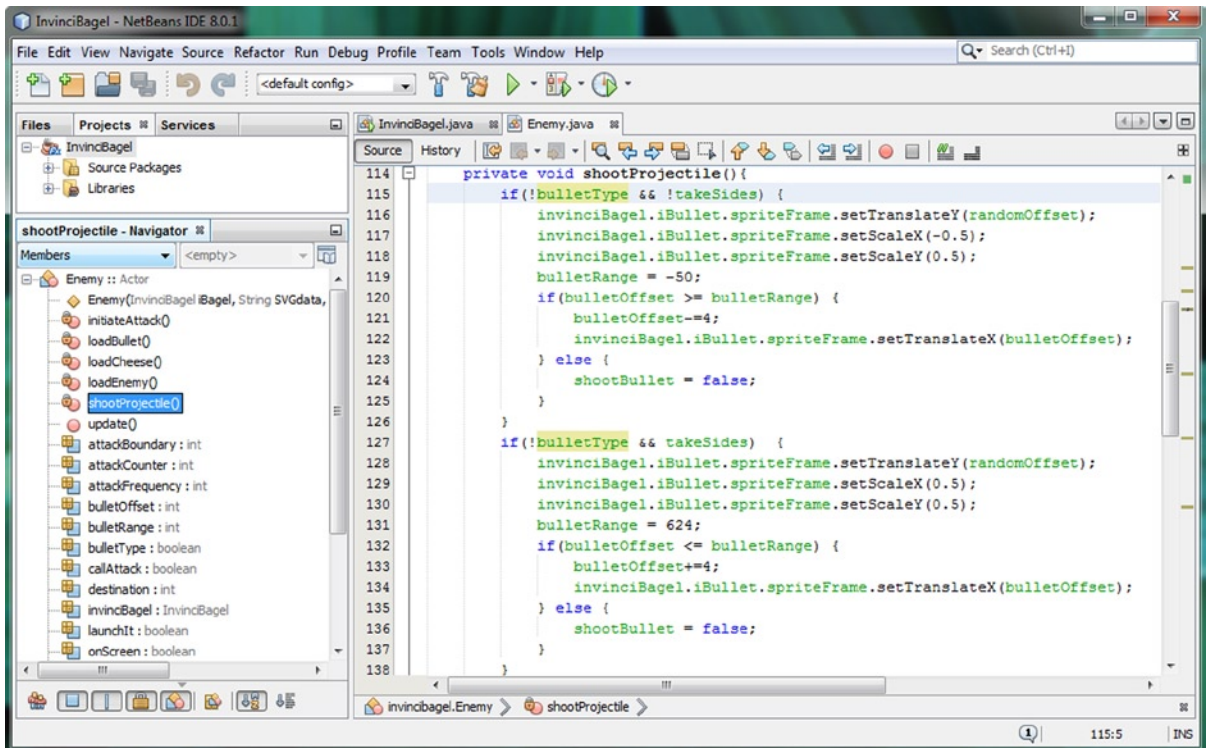 InvinciBagel - NetBeans IDE 8.0.1
File Edit View Navigate Source Refactor Run Debug Profile Team Tools Window Help
Search (Ctrl+I)
<default config>
Files Projects Services
InvinciBagel
Source Packages
Libraries
shootProjectile - Navigator
Members <empty>
Enemy :: Actor
Enemy(InvinciBagel iBagel, String SVGdata,
initiateAttack()
loadBullet()
loadCheese()
loadEnemy()
shootProjectile()
update()
attackBoundary : int
attackCounter : int
attackFrequency : int
bulletOffset : int
bulletRange : int
bulletType : boolean
callAttack : boolean
destination : int
invinciBagel : InvinciBagel
launchIt : boolean
onScreen : boolean
InvinciBagel.java Enemy.java
Source History
114 private void shootProjectile(){
115 if(!bulletType && !takeSides) {
116 invinciBagel.iBullet.spriteFrame.setTranslateY(randomOffset);
117 invinciBagel.iBullet.spriteFrame.setScaleX(-0.5);
118 invinciBagel.iBullet.spriteFrame.setScaleY(0.5);
119 bulletRange = -50;
120 if(bulletOffset >= bulletRange) {
121 bulletOffset-=4;
122 invinciBagel.iBullet.spriteFrame.setTranslateX(bulletOffset);
123 } else {
124 shootBullet = false;
125 }
126 }
127 if(!bulletType && takeSides) {
128 invinciBagel.iBullet.spriteFrame.setTranslateY(randomOffset);
129 invinciBagel.iBullet.spriteFrame.setScaleX(0.5);
130 invinciBagel.iBullet.spriteFrame.setScaleY(0.5);
131 bulletRange = 624;
132 if(bulletOffset <= bulletRange) {
133 bulletOffset+=4;
134 invinciBagel.iBullet.spriteFrame.setTranslateX(bulletOffset);
135 } else {
136 shootBullet = false;
137 }
138 }
invincibagel.Enemy shootProjectile
1 115:5 INS